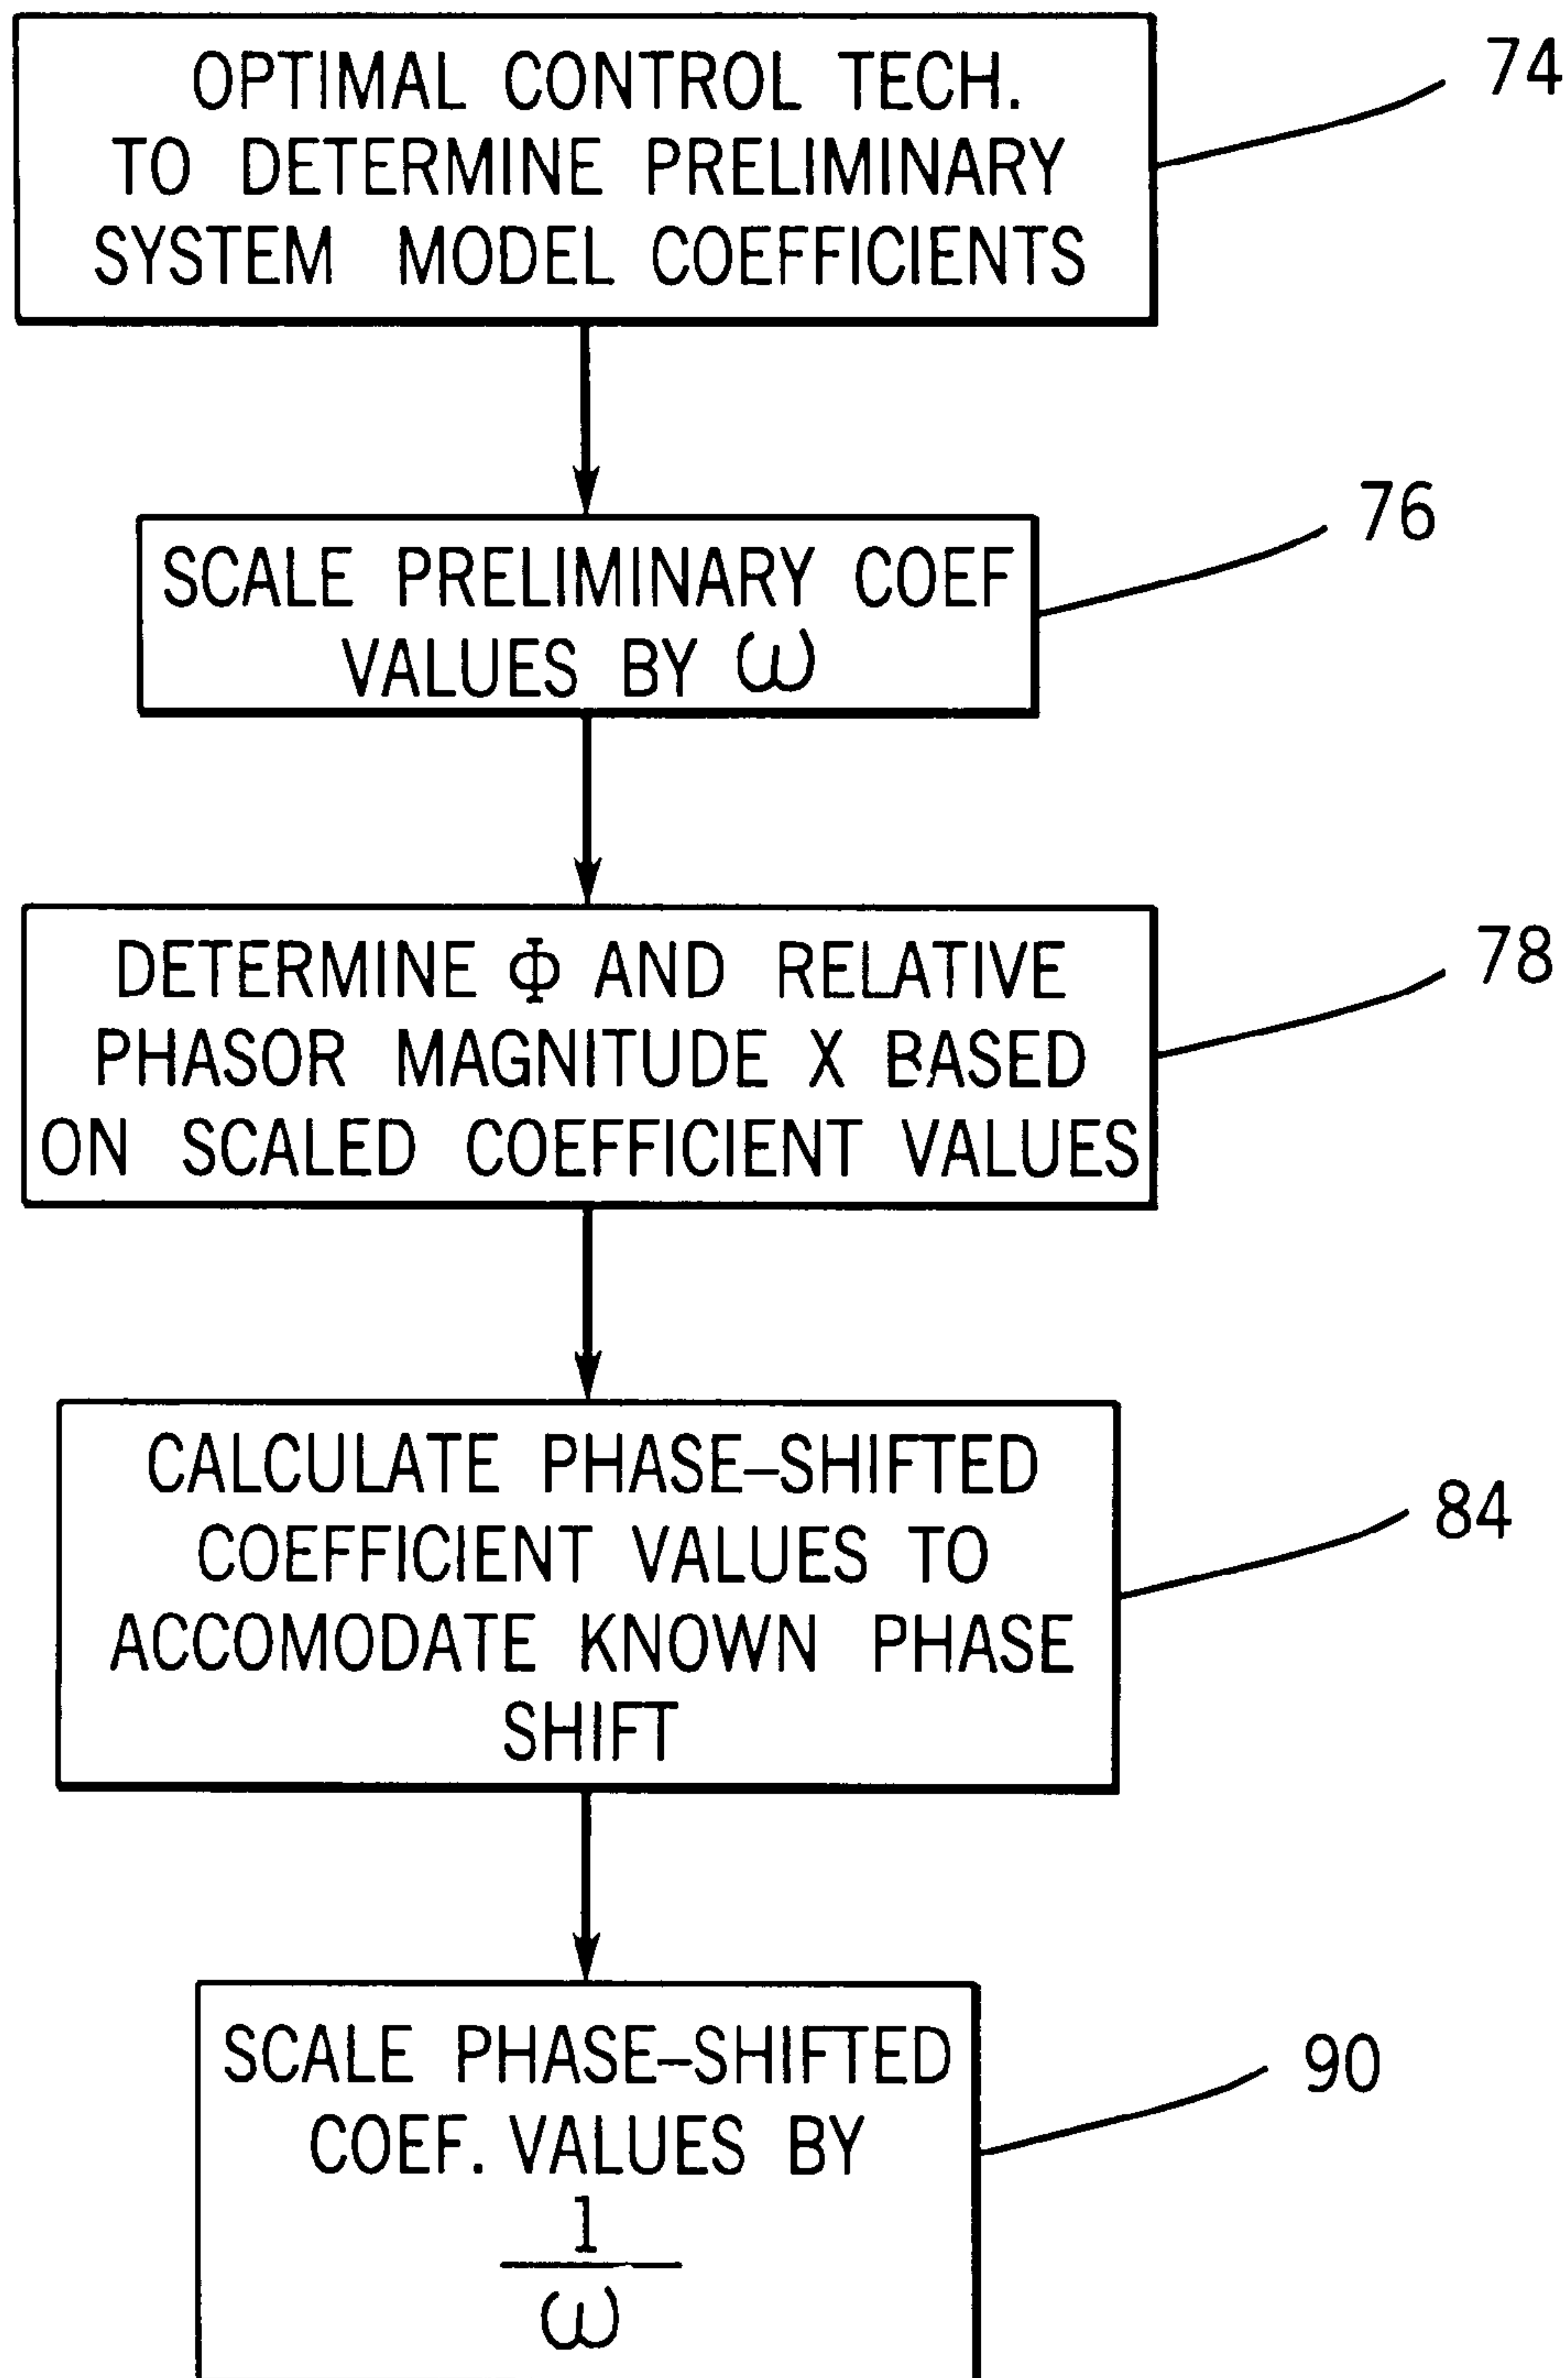 OPTIMAL CONTROL TECH.
TO DETERMINE PRELIMINARY
SYSTEM MODEL COEFFICIENTS
74
SCALE PRELIMINARY COEF
VALUES BY ω
76
DETERMINE Φ AND RELATIVE
PHASOR MAGNITUDE X BASED
ON SCALED COEFFICIENT VALUES
78
CALCULATE PHASE–SHIFTED
COEFFICIENT VALUES TO
ACCOMODATE KNOWN PHASE
SHIFT
84
SCALE PHASE–SHIFTED
COEF. VALUES BY
1
ω
90